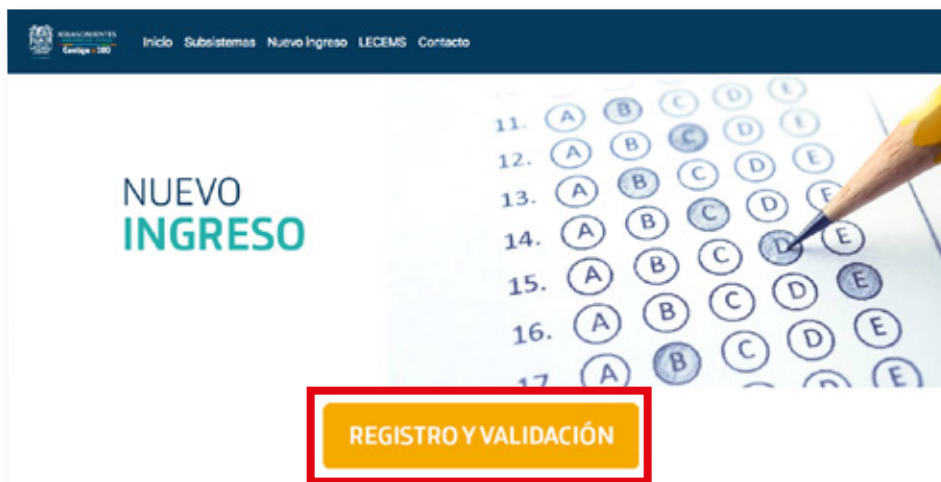 AGUASCALIENTES
Contigo al 100
Inicio Subsistemas Nuevo Ingreso LECEMS Contacto
NUEVO
INGRESO
11. A B C D E
12. A B C D E
13. A B C D E
14. A B C D E
15. A B C D E
16. A B C D E
17 A B C D E
REGISTRO Y VALIDACIÓN